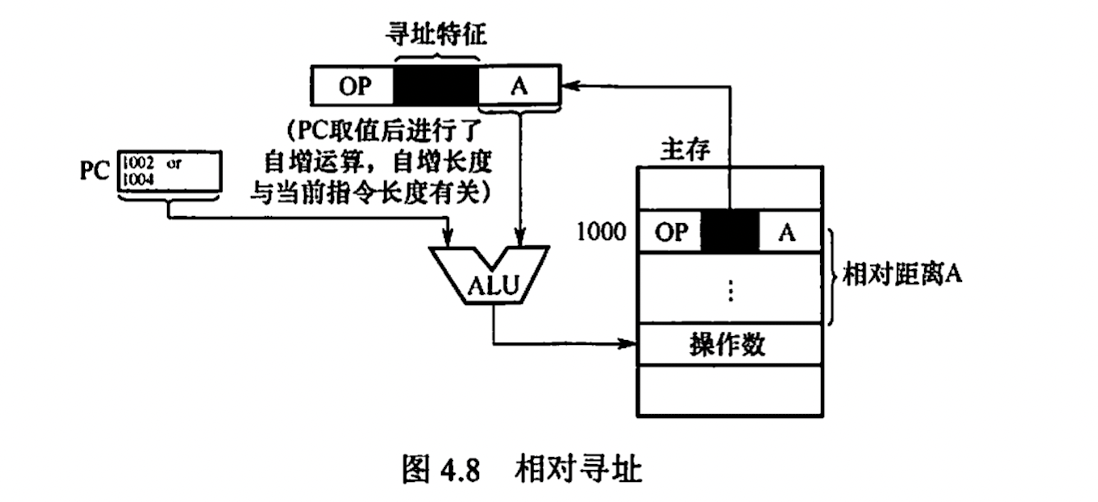 寻址特征
OP A
(PC取值后进行了
自增运算，自增长度
与当前指令长度有关)
PC
1002 or
1004
主存
1000
OP A
ALU
⋮
相对距离A
操作数
图 4.8 相对寻址